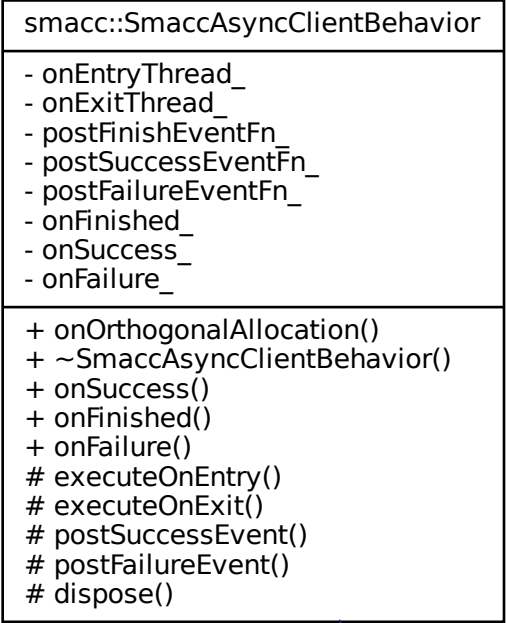 smacc::SmaccAsyncClientBehavior
- onEntryThread_
- onExitThread_
- postFinishEventFn_
- postSuccessEventFn_
- postFailureEventFn_
- onFinished_
- onSuccess_
- onFailure_
+ onOrthogonalAllocation()
+ ~SmaccAsyncClientBehavior()
+ onSuccess()
+ onFinished()
+ onFailure()
# executeOnEntry()
# executeOnExit()
# postSuccessEvent()
# postFailureEvent()
# dispose()